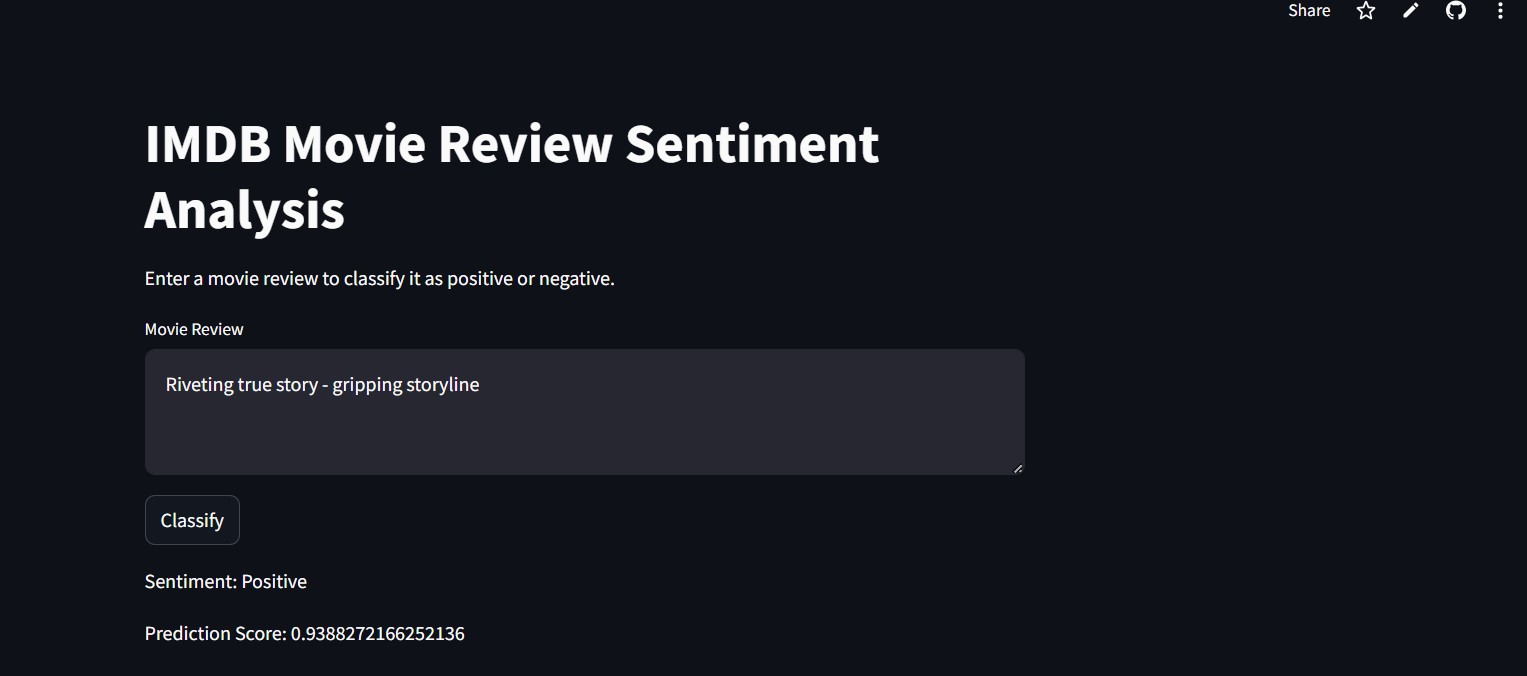 Share
IMDB Movie Review Sentiment
Analysis
Enter a movie review to classify it as positive or negative.
Movie Review
Riveting true story - gripping storyline
Classify
Sentiment: Positive
Prediction Score: 0.9388272166252136